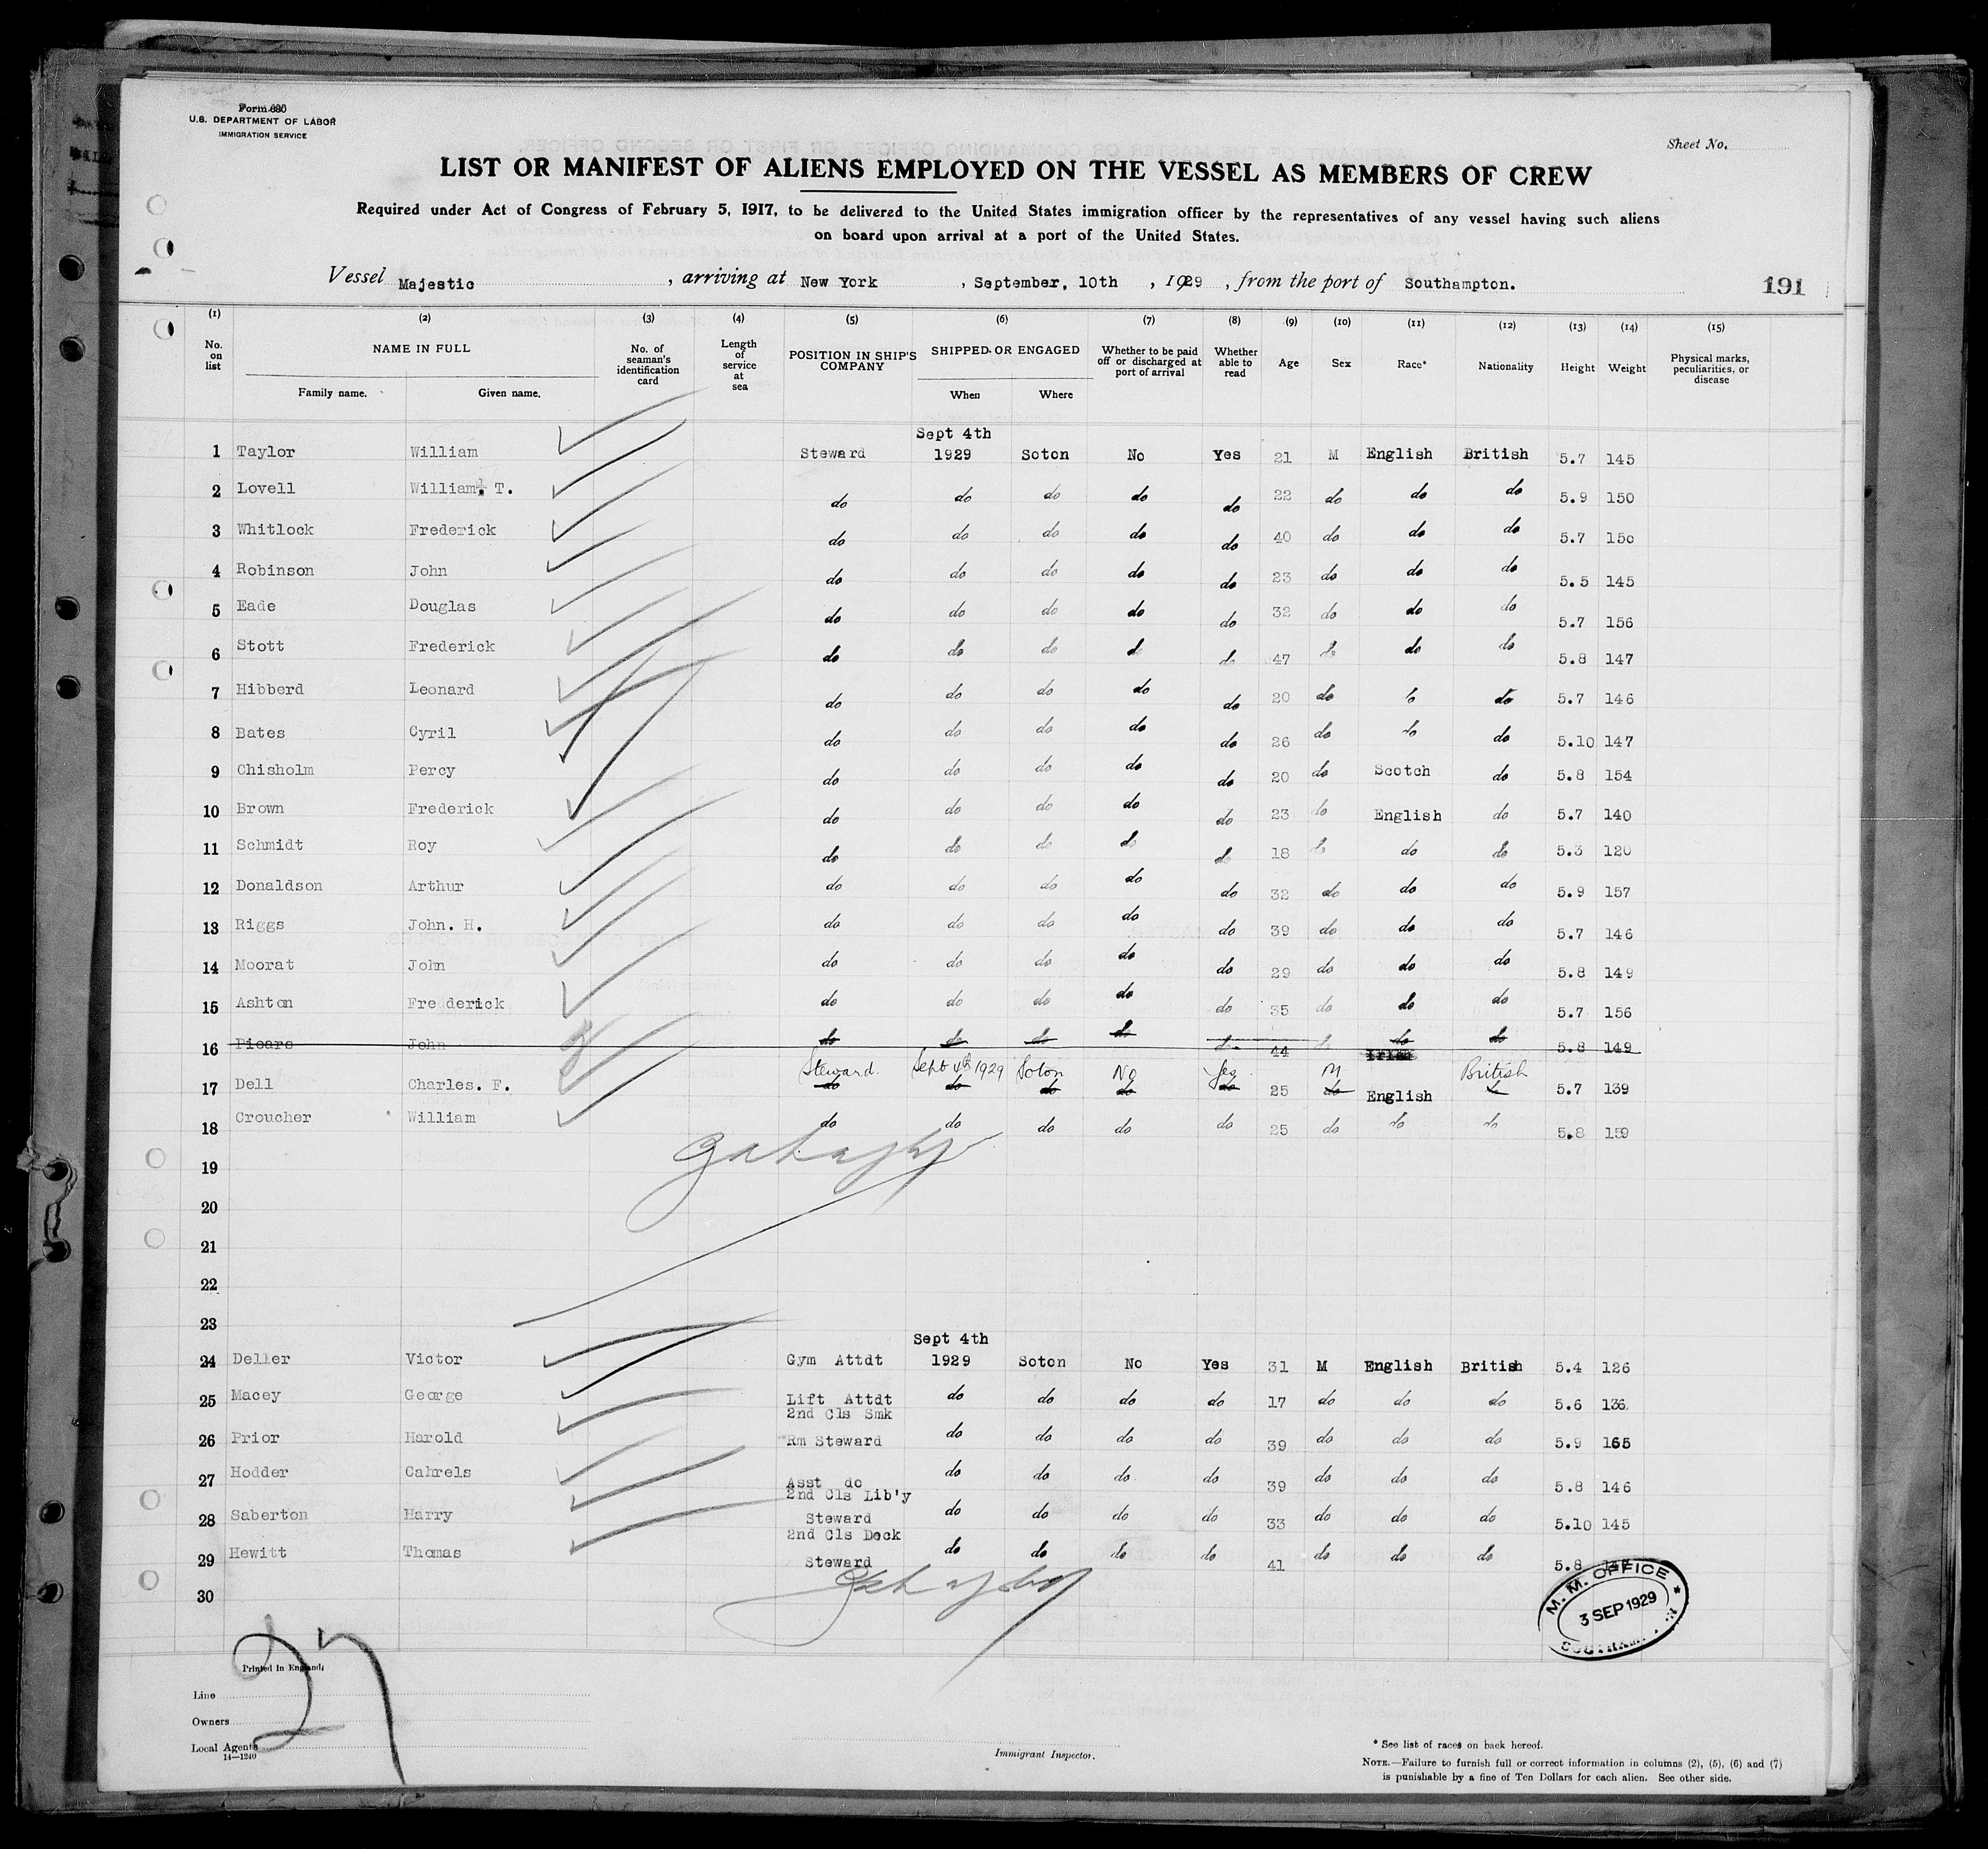 Form 680
U.S. DEPARTMENT OF LABOR
IMMIGRATION SERVICE
Sheet No.
LIST OR MANIFEST OF ALIENS EMPLOYED ON THE VESSEL AS MEMBERS OF CREW
Required under Act of Congress of February 5, 1917, to be delivered to the United States immigration officer by the representatives of any vessel having such aliens
on board upon arrival at a port of the United States.
Vessel Majestic, arriving at New York, September, 10th, 1929, from the port of Southampton.
191
(1) (2) (3) (4) (5) (6) (7) (8) (9) (10) (11) (12) (13) (14) (15)
No. on list NAME IN FULL Family name. Given name. No. of seaman's identification card Length of service at sea POSITION IN SHIP'S COMPANY SHIPPED OR ENGAGED When Where Whether to be paid off or discharged at port of arrival Whether able to read Age Sex Race* Nationality Height Weight Physical marks, peculiarities, or disease
Sept 4th
1 Taylor William Steward 1929 Soton No Yes 21 M English British 5.7 145
2 Lovell William. T. do do do do do 22 do do do 5.9 150
3 Whitlock Frederick do do do do do 40 do do do 5.7 150
4 Robinson John do do do do do 23 do do do 5.5 145
5 Eade Douglas do do do do do 32 do do do 5.7 156
6 Stott Frederick do do do do do 47 do do do 5.8 147
7 Hibberd Leonard do do do do do 20 do do do 5.7 146
8 Bates Cyril do do do do do 26 do do do 5.10 147
9 Chisholm Percy do do do do do 20 do Scotch do 5.8 154
10 Brown Frederick do do do do do 23 do English do 5.7 140
11 Schmidt Roy do do do do do 18 do do do 5.3 120
12 Donaldson Arthur do do do do do 32 do do do 5.9 157
13 Riggs John. H. do do do do do 39 do do do 5.7 146
14 Moorat John do do do do do 29 do do do 5.8 149
15 Ashton Frederick do do do do do 35 do do do 5.7 156
16 Picars John do do do do do 44 do do Irish do 5.8 149
Steward Sept 4th 1929 Soton No Yes M British
17 Dell Charles. F. do do do do do 25 do English do 5.7 139
18 Croucher William do do do do do 25 do do do 5.8 159
19
20
21
22
23
Sept 4th
24 Deller Victor Gym Attdt 1929 Soton No Yes 31 M English British 5.4 126
25 Macey George Lift Attdt do do do do 17 do do do 5.6 136
2nd Cls Smk
26 Prior Harold Rm Steward do do do do 39 do do do 5.9 165
27 Hodder Cahrels Asst do do do do do 39 do do do 5.8 146
2nd Cls Lib'y
28 Saberton Harry Steward do do do do 33 do do do 5.10 145
2nd Cls Deck
29 Hewitt Thomas Steward do do do do 41 do do do 5.8
30
M.M. OFFICE
3 SEP 1929
27
Printed in England.
Line
Owners
Local Agents
14—1240
Immigrant Inspector.
* See list of races on back hereof.
NOTE.—Failure to furnish full or correct information in columns (2), (5), (6) and (7)
is punishable by a fine of Ten Dollars for each alien. See other side.